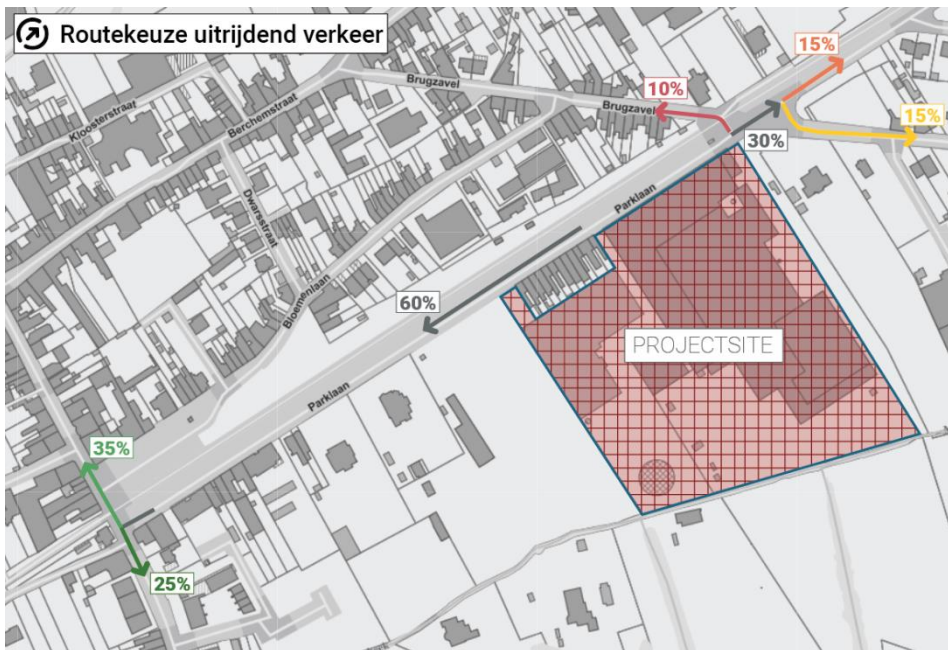 Routekeuze uitrijdend verkeer
15%
Brugzavel
10%
Brugzavel
15%
30%
Kloosterstraat
Berchemstraat
Dwarsstraat
Parklaan
Bloemenlaan
60%
PROJECTSITE
Parklaan
35%
25%